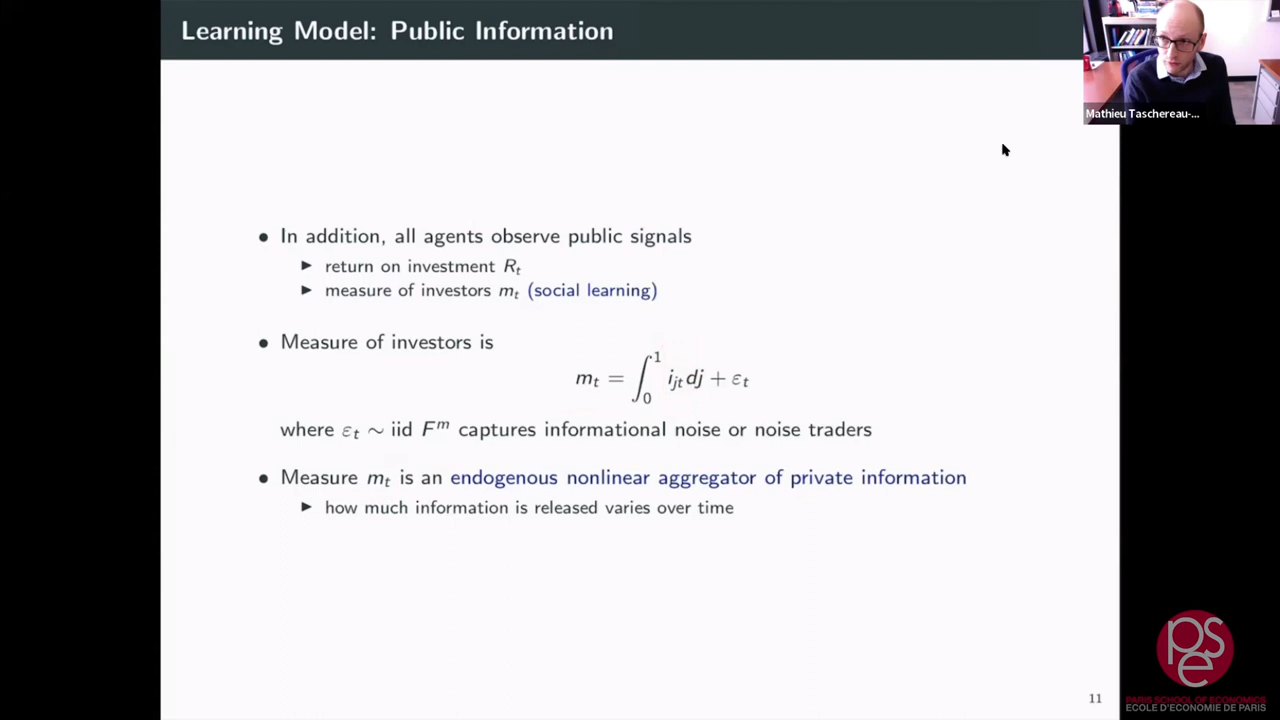 Learning Model: Public Information
Mathieu Taschereau-...
• In addition, all agents observe public signals
▶ return on investment R_t
▶ measure of investors m_t (social learning)
• Measure of investors is
m_t = ∫_0^1 i_{jt} dj + ε_t
where ε_t ∼ iid F^m captures informational noise or noise traders
• Measure m_t is an endogenous nonlinear aggregator of private information
▶ how much information is released varies over time
11
pse
PARIS SCHOOL OF ECONOMICS
ECOLE D'ECONOMIE DE PARIS